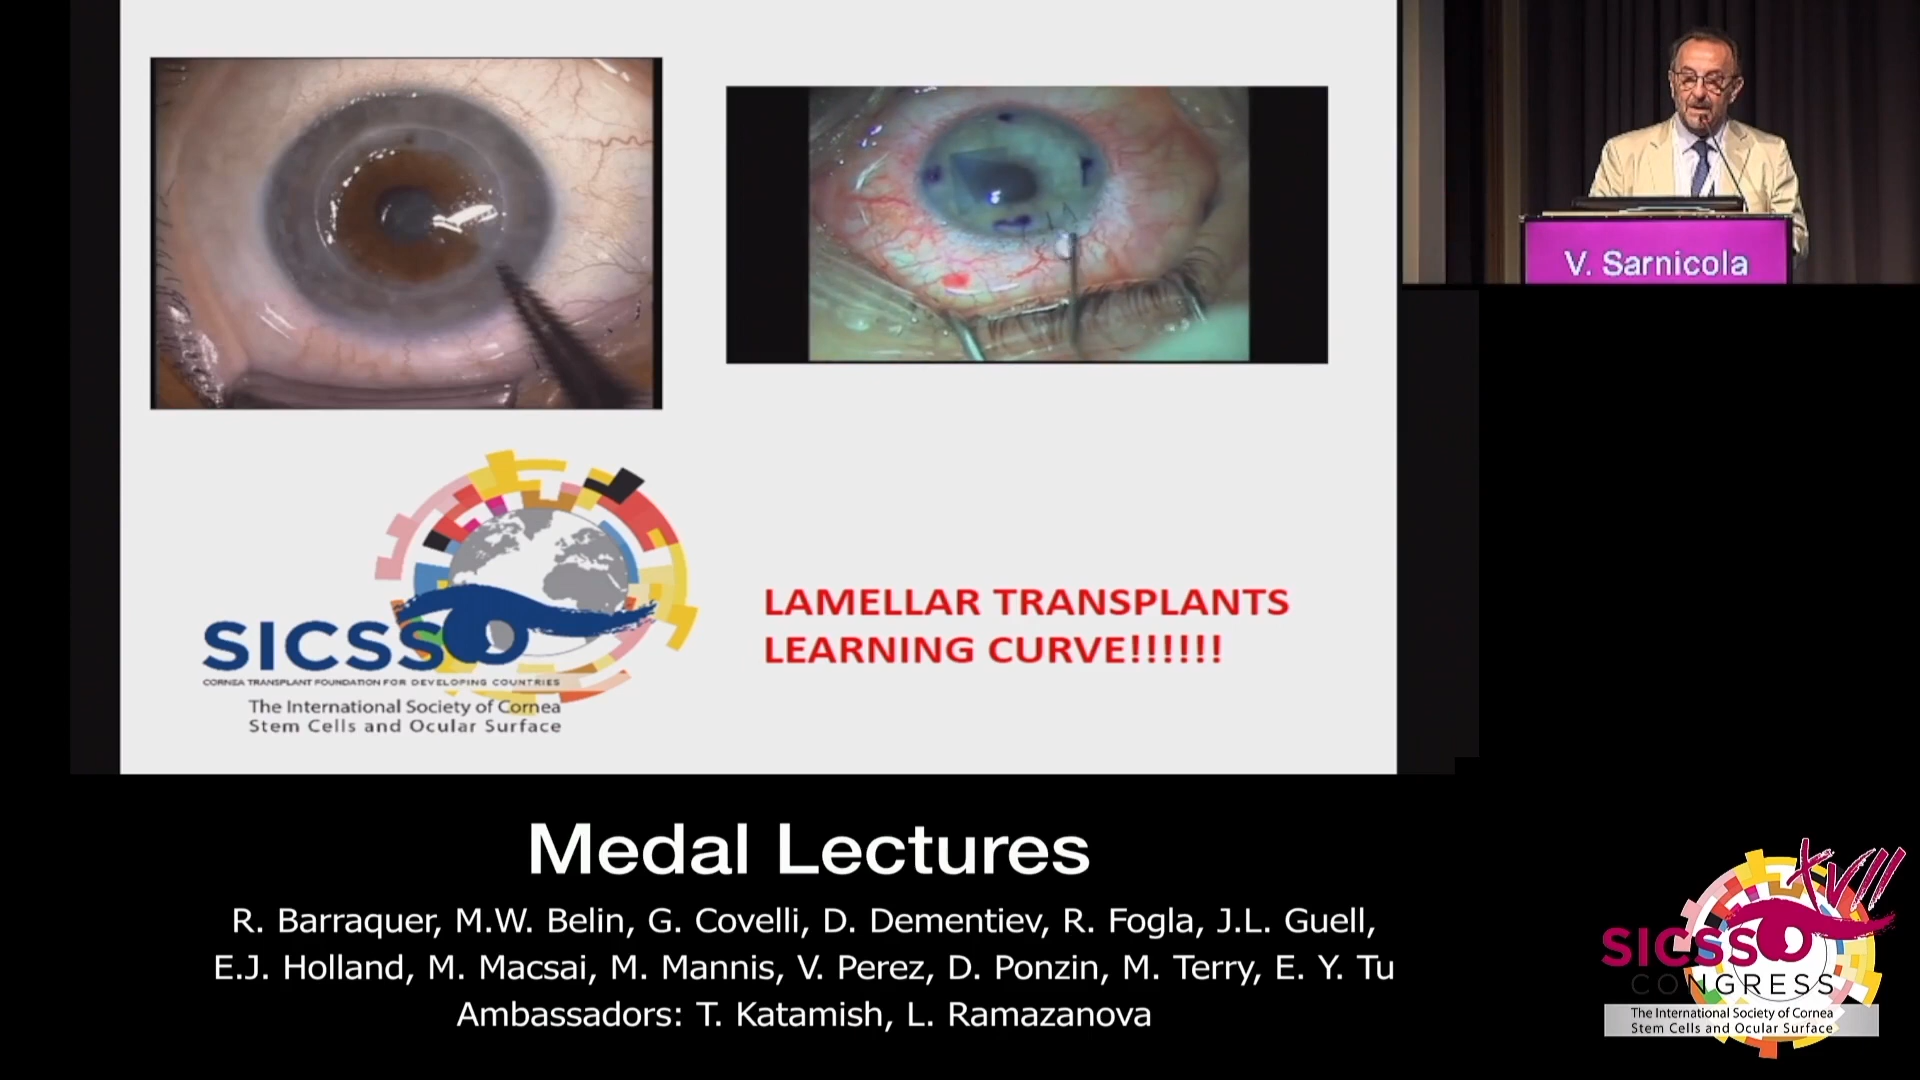 V. Sarnicola
LAMELLAR TRANSPLANTS
LEARNING CURVE!!!!!!
SICSSO
CORNEA TRANSPLANT FOUNDATION FOR DEVELOPING COUNTRIES
The International Society of Cornea
Stem Cells and Ocular Surface
Medal Lectures
R. Barraquer, M.W. Belin, G. Covelli, D. Dementiev, R. Fogla, J.L. Guell,
E.J. Holland, M. Macsai, M. Mannis, V. Perez, D. Ponzin, M. Terry, E. Y. Tu
Ambassadors: T. Katamish, L. Ramazanova
XVII
SICSSO
CONGRESS
The International Society of Cornea
Stem Cells and Ocular Surface